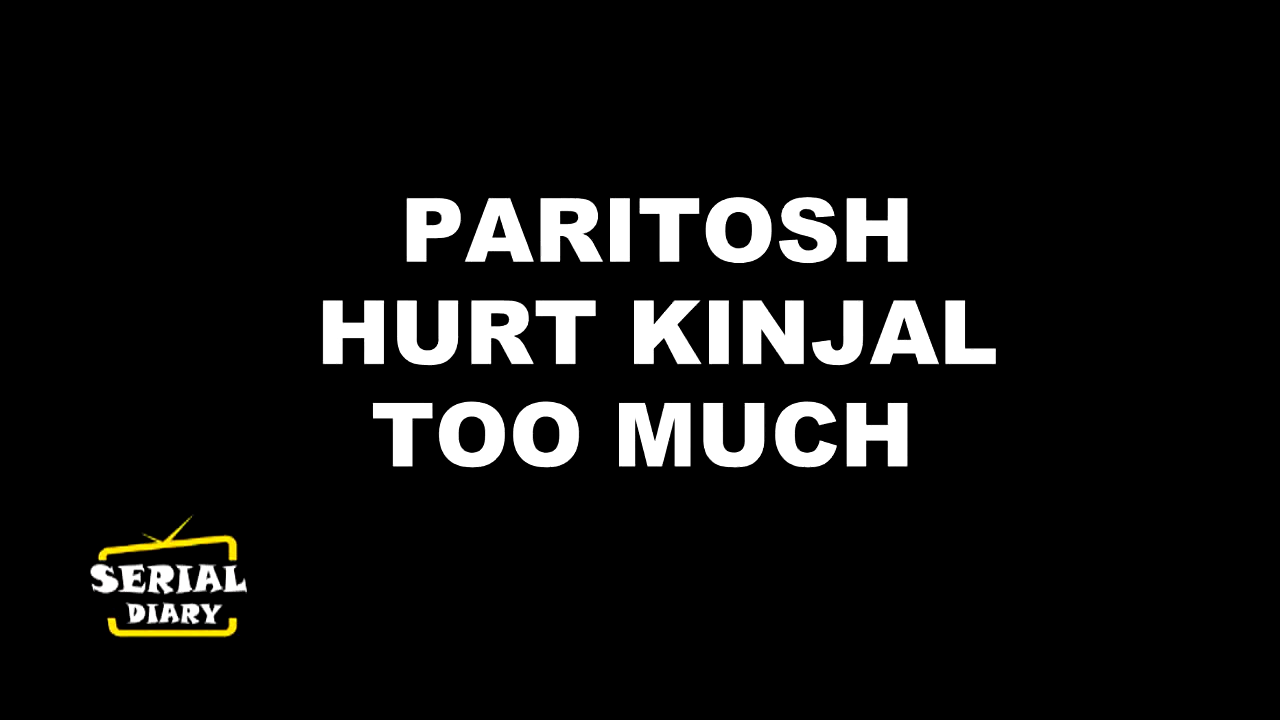 PARITOSH
HURT KINJAL
TOO MUCH
SERIAL
DIARY